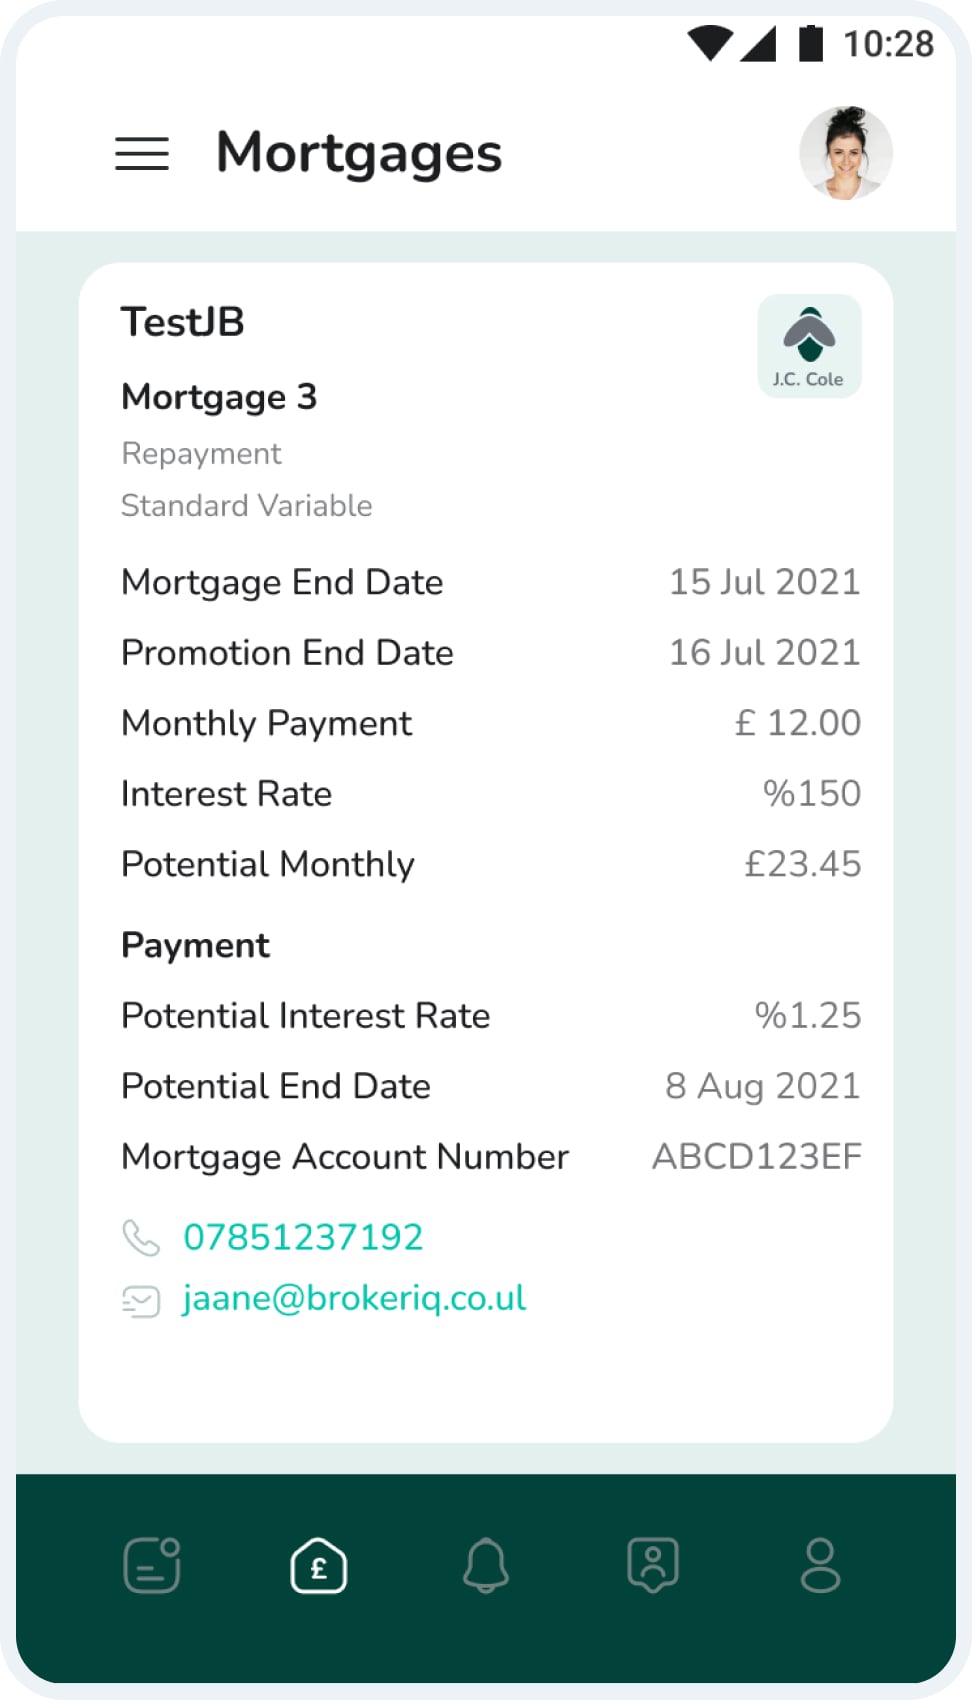 10:28
Mortgages
TestJB
J.C. Cole
Mortgage 3
Repayment
Standard Variable
Mortgage End Date 15 Jul 2021
Promotion End Date 16 Jul 2021
Monthly Payment £ 12.00
Interest Rate %150
Potential Monthly £23.45
Payment
Potential Interest Rate %1.25
Potential End Date 8 Aug 2021
Mortgage Account Number ABCD123EF
07851237192
jaane@brokeriq.co.ul
£